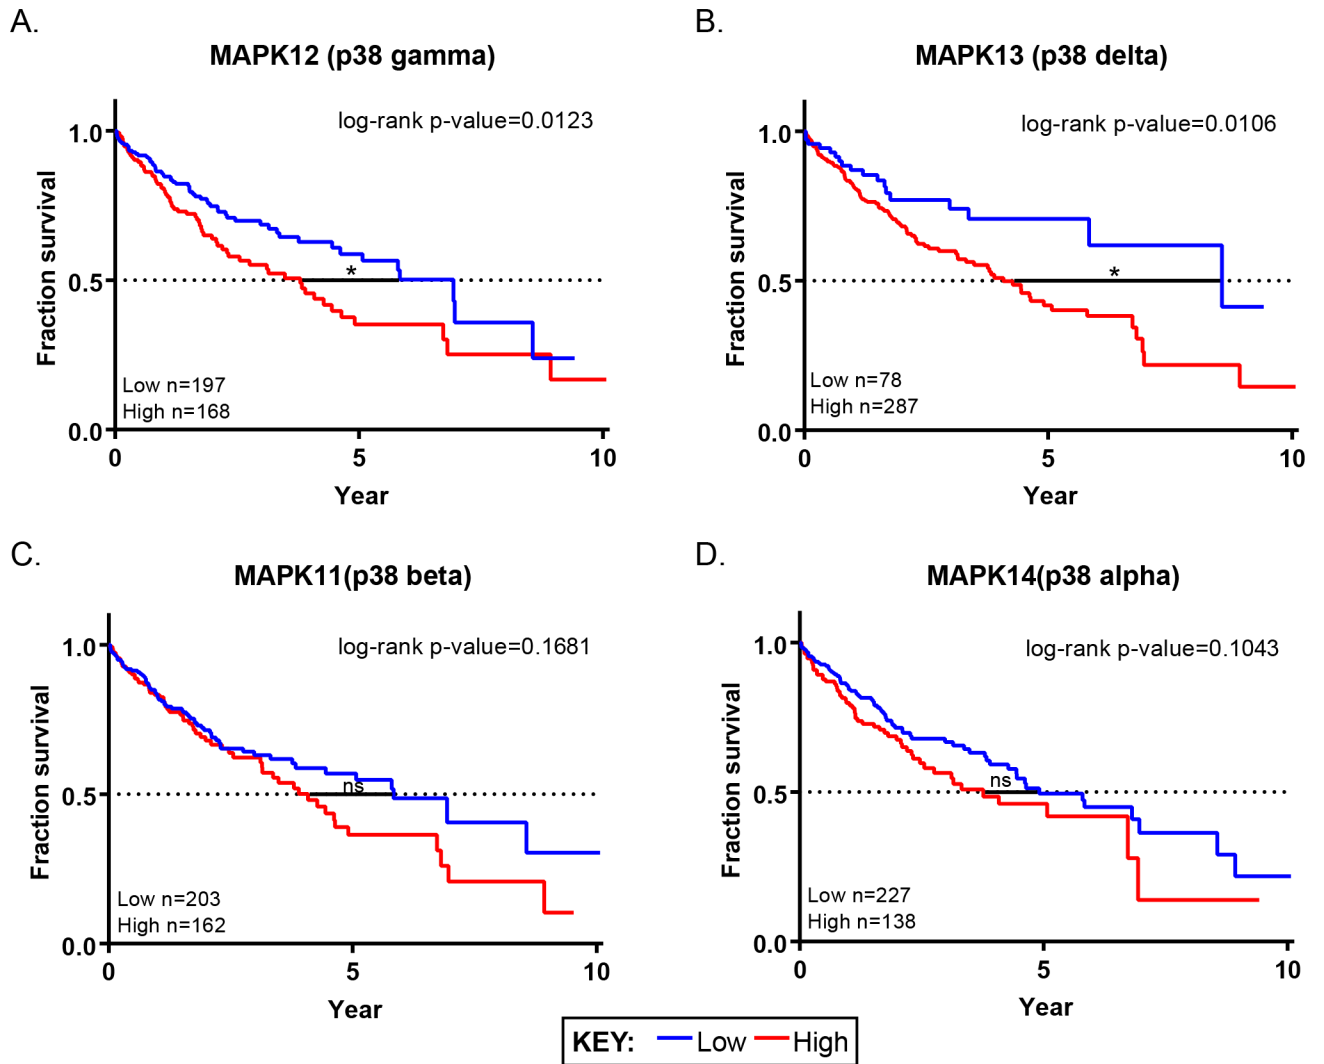 A.
MAPK12 (p38 gamma)
log-rank p-value=0.0123
1.0
0.5
0.0
Fraction survival
*
Low n=197
High n=168
0
5
10
Year
B.
MAPK13 (p38 delta)
log-rank p-value=0.0106
1.0
0.5
0.0
Fraction survival
*
Low n=78
High n=287
0
5
10
Year
C.
MAPK11(p38 beta)
log-rank p-value=0.1681
1.0
0.5
0.0
Fraction survival
ns
Low n=203
High n=162
0
5
10
Year
D.
MAPK14(p38 alpha)
log-rank p-value=0.1043
1.0
0.5
0.0
Fraction survival
ns
Low n=227
High n=138
0
5
10
Year
KEY: Low High